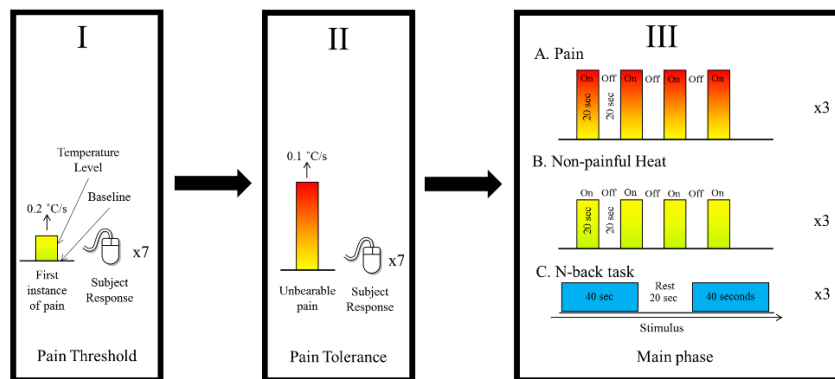 I
Temperature
Level
Baseline
0.2 ˚C/s
x7
First
instance
of pain
Subject
Response
Pain Threshold
II
0.1 ˚C/s
x7
Unbearable
pain
Subject
Response
Pain Tolerance
III
A. Pain
On Off On Off On Off On
20 sec
20 sec
x3
B. Non-painful Heat
On Off On Off On Off On
20 sec
20 sec
x3
C. N-back task
40 sec
Rest
20 sec
40 seconds
x3
Stimulus
Main phase